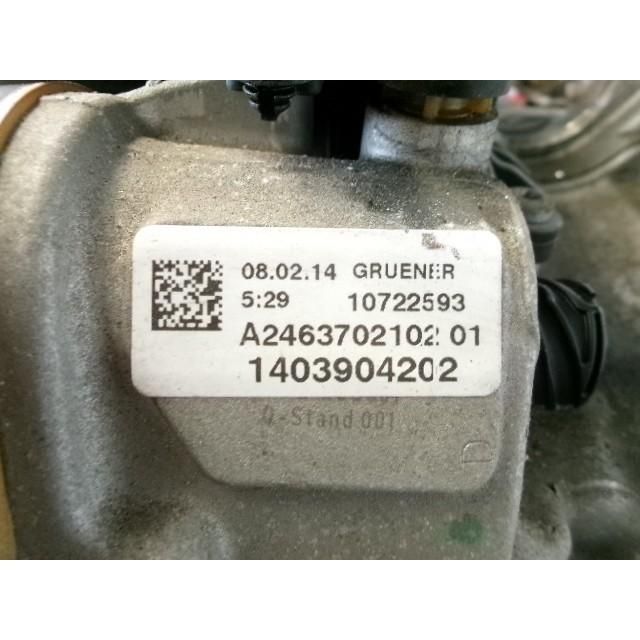 08.02.14 GRUENER
5:29 10722593
A2463702102 01
1403904202
Q-Stand 001
D